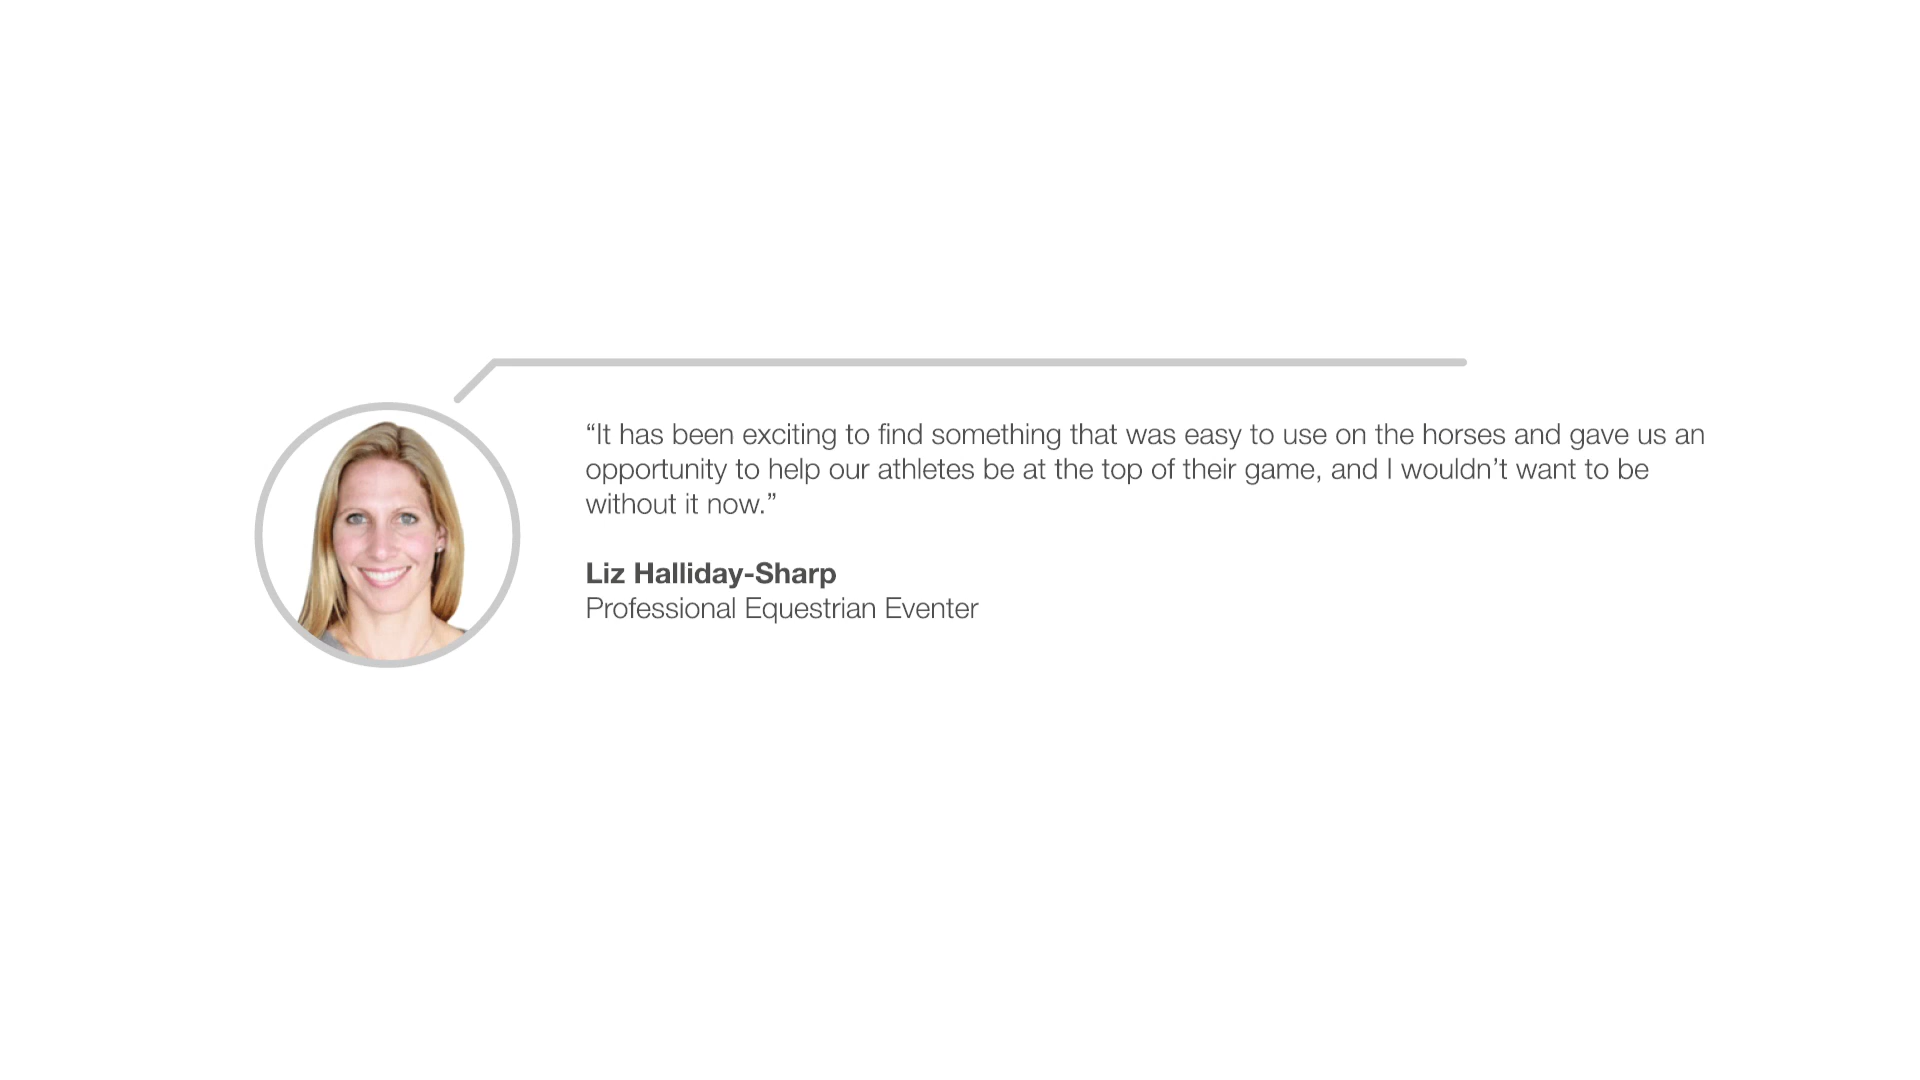 “It has been exciting to find something that was easy to use on the horses and gave us an
opportunity to help our athletes be at the top of their game, and I wouldn’t want to be
without it now.”
Liz Halliday-Sharp
Professional Equestrian Eventer